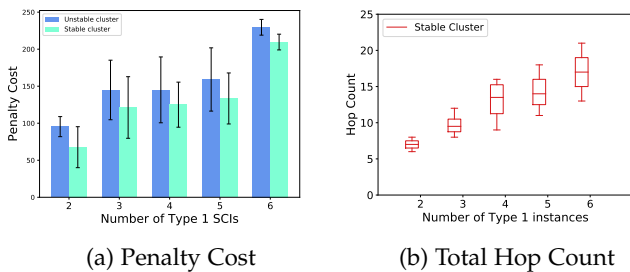 Unstable cluster
Stable cluster
Penalty Cost
250
200
150
100
50
0
2 3 4 5 6
Number of Type 1 SCIs
(a) Penalty Cost
Stable Cluster
Hop Count
25
20
15
10
5
0
2 3 4 5 6
Number of Type 1 instances
(b) Total Hop Count